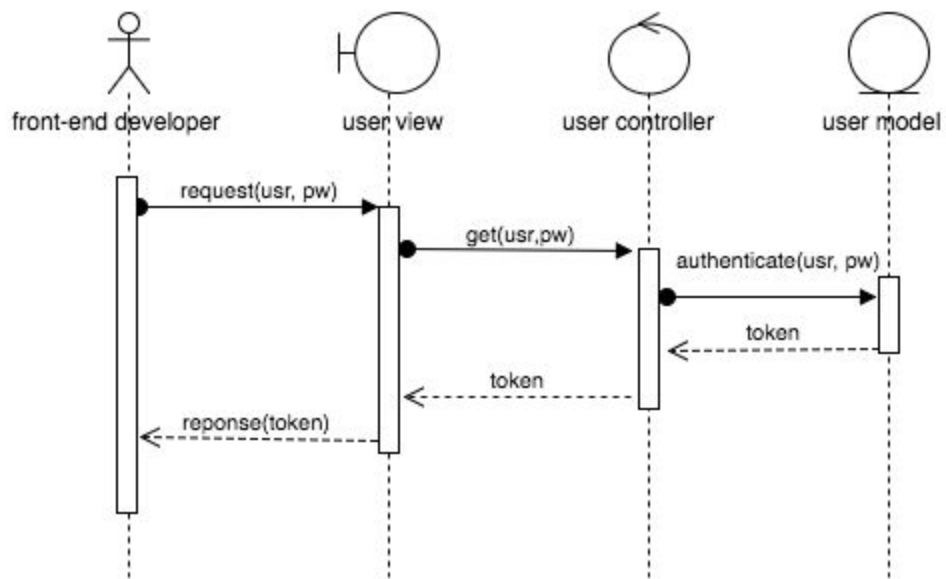 front-end developer
user view
user controller
user model
request(usr, pw)
get(usr,pw)
authenticate(usr, pw)
token
token
reponse(token)